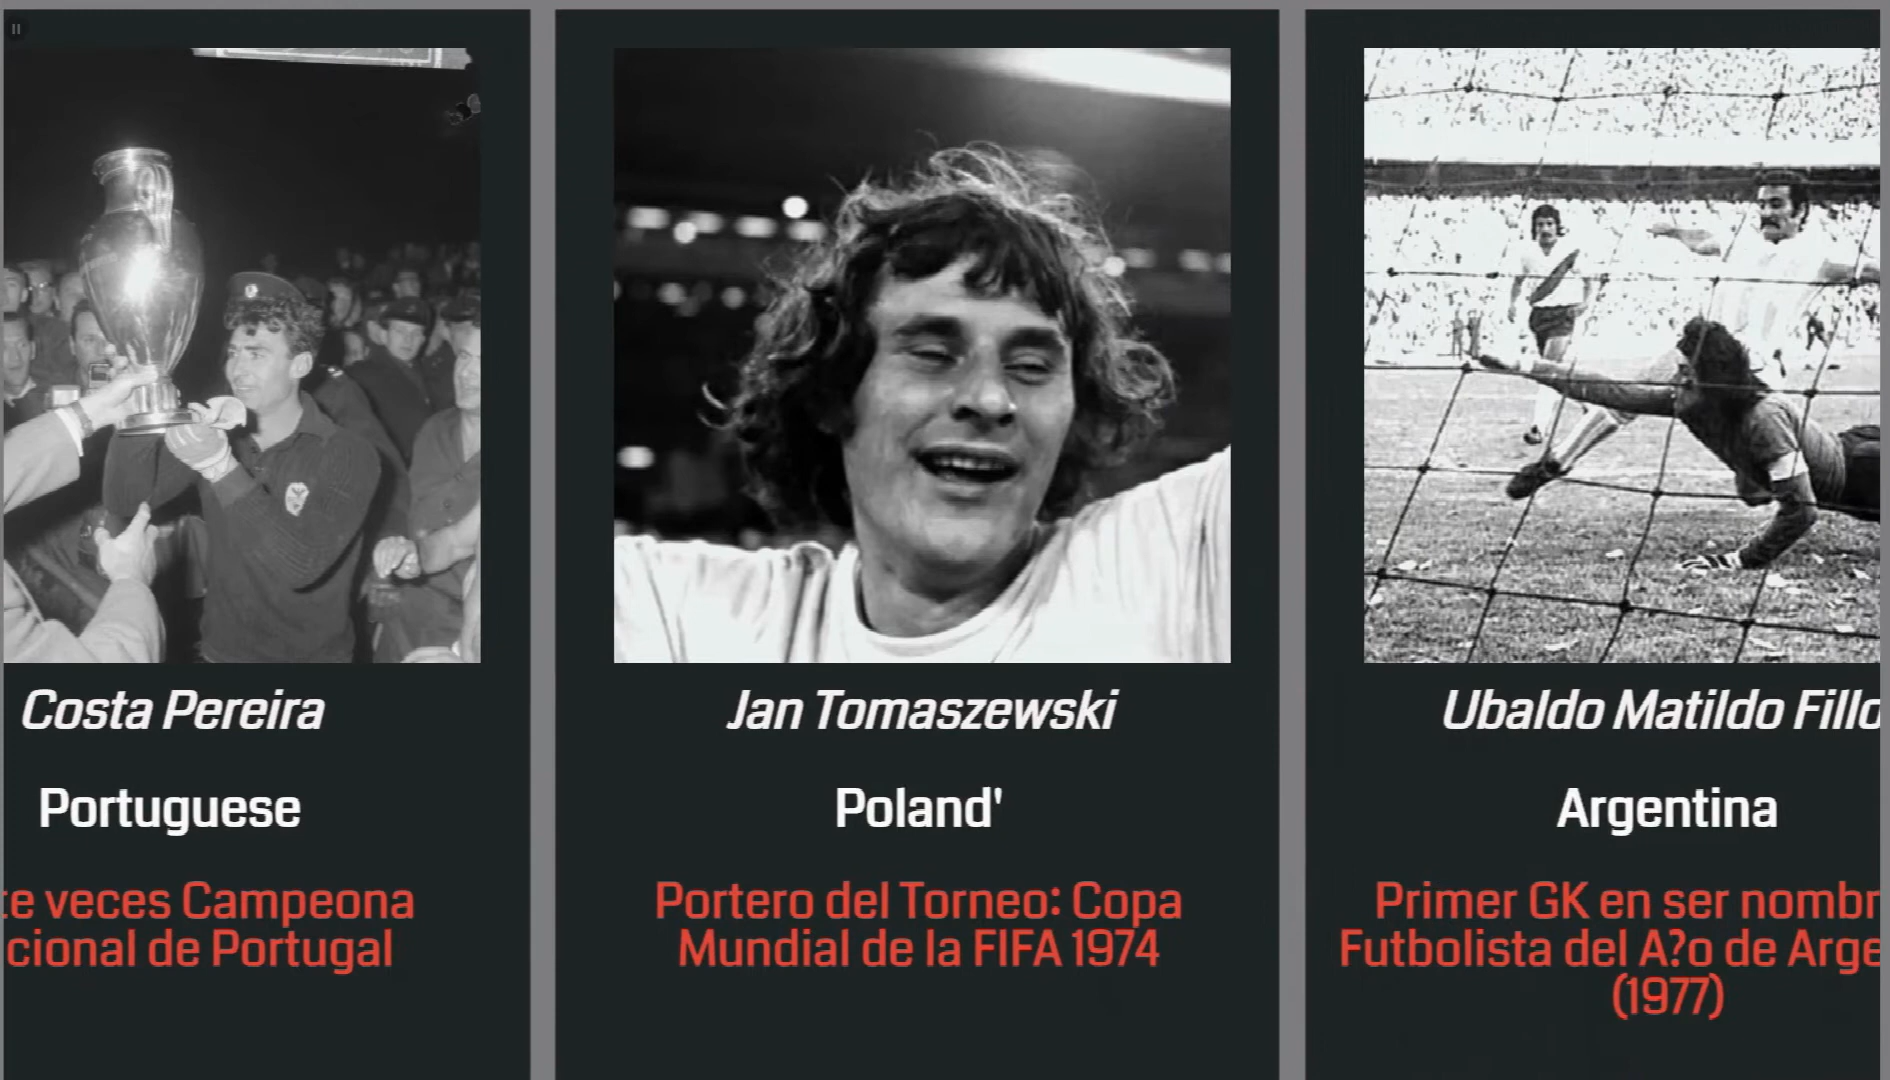 Costa Pereira
Portuguese
te veces Campeona
cional de Portugal
Jan Tomaszewski
Poland'
Portero del Torneo: Copa
Mundial de la FIFA 1974
Ubaldo Matildo Fillo
Argentina
Primer GK en ser nombr
Futbolista del A?o de Arge
(1977)